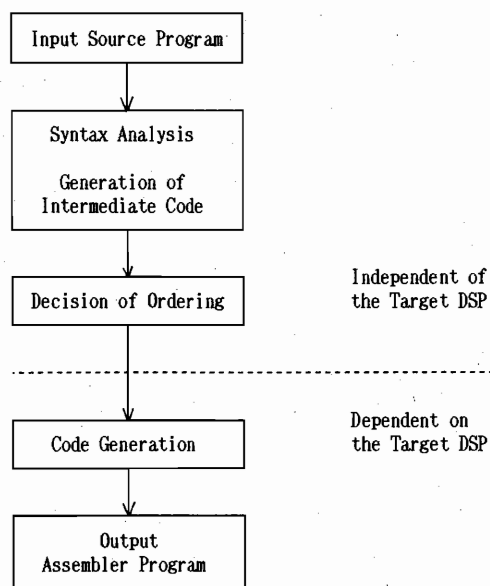 Input Source Program
Syntax Analysis
Generation of
Intermediate Code
Decision of Ordering
Independent of
the Target DSP
Dependent on
the Target DSP
Code Generation
Output
Assembler Program